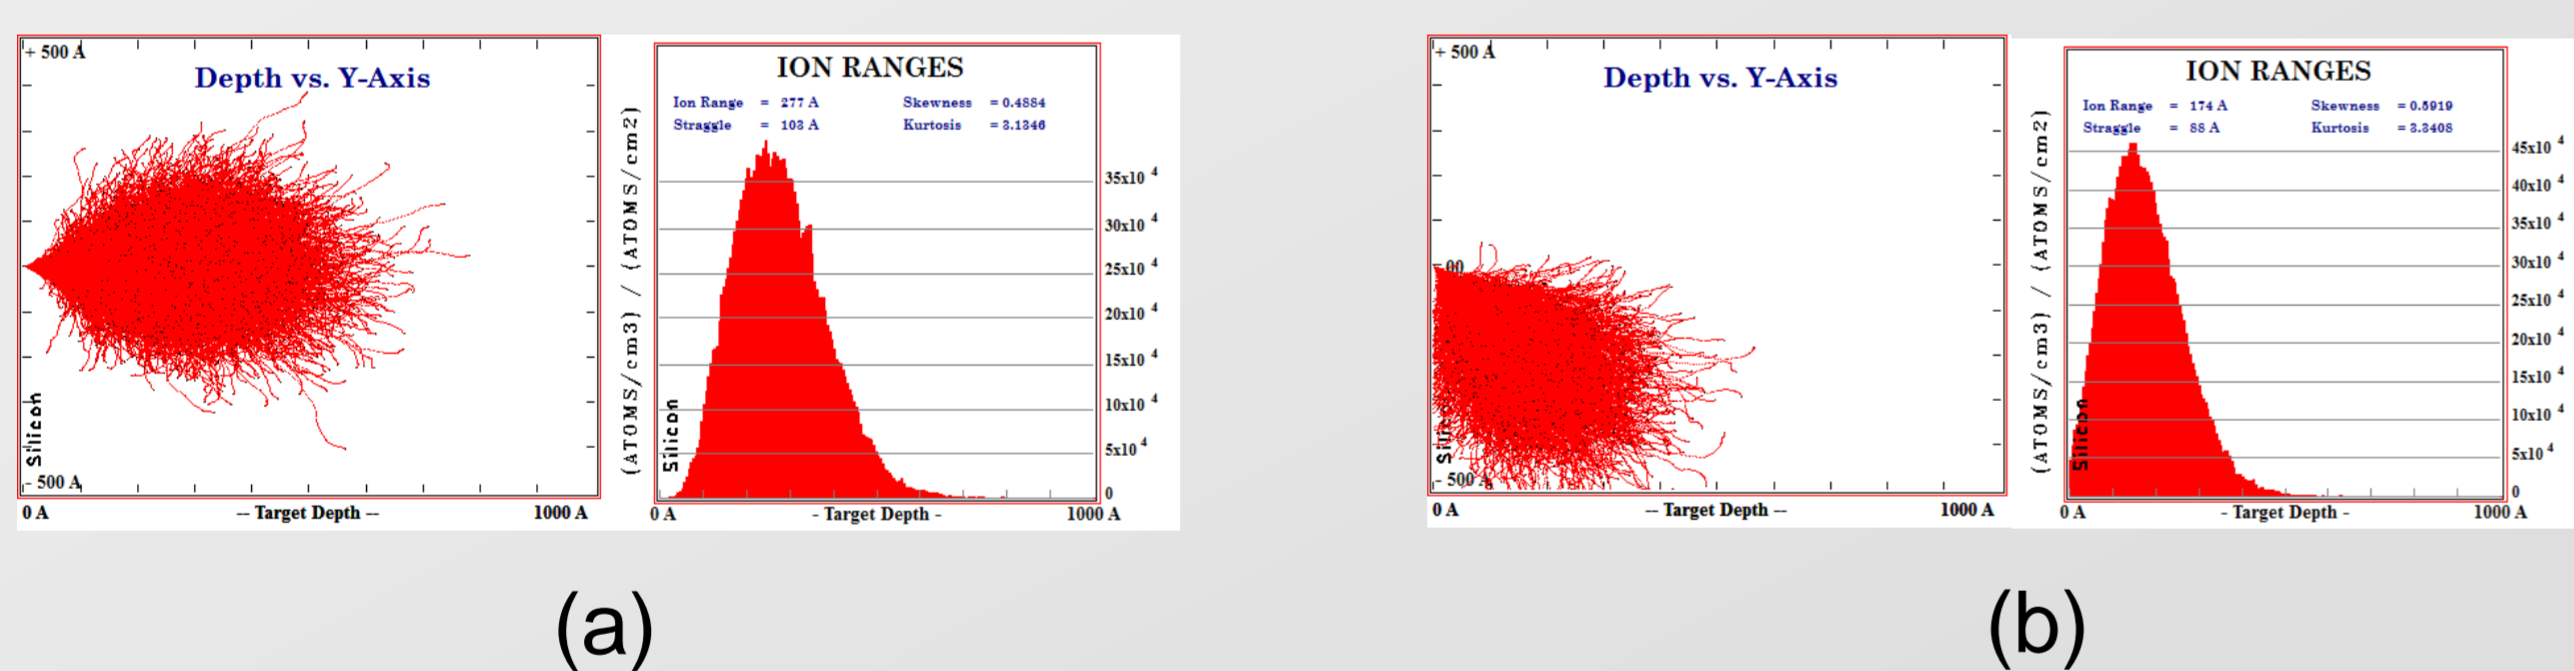 + 500 A
Depth vs. Y-Axis
Silicon
- 500 A
0 A
-- Target Depth --
1000 A
ION RANGES
Ion Range = 277 A
Skewness = 0.4884
Straggle = 103 A
Kurtosis = 3.1346
(ATOMS/cm3) / (ATOMS/cm2)
35x10 4
30x10 4
25x10 4
20x10 4
15x10 4
10x10 4
5x10 4
0
Silicon
0 A
- Target Depth -
1000 A
(a)
+ 500 A
Depth vs. Y-Axis
- 500 A
0 A
-- Target Depth --
1000 A
ION RANGES
Ion Range = 174 A
Skewness = 0.5919
Straggle = 88 A
Kurtosis = 3.3408
(ATOMS/cm3) / (ATOMS/cm2)
45x10 4
40x10 4
35x10 4
30x10 4
25x10 4
20x10 4
15x10 4
10x10 4
5x10 4
0
Silicon
0 A
- Target Depth -
1000 A
(b)